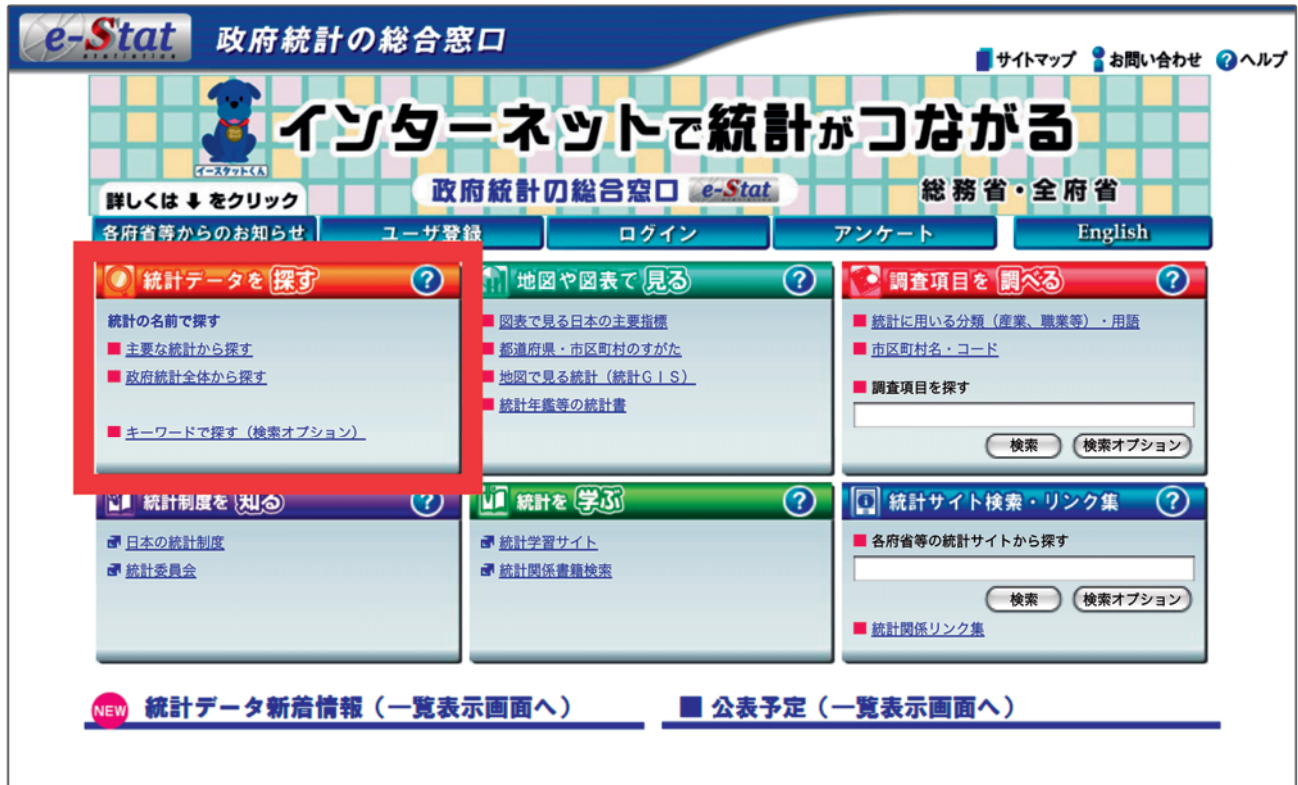 e-Stat 政府統計の総合窓口
statistics
サイトマップ お問い合わせ ? ヘルプ
インターネットで統計がつながる
イースタットくん
詳しくは⬇をクリック
政府統計の総合窓口 e-Stat 総務省・全府省
各府省等からのお知らせ ユーザ登録 ログイン アンケート English
統計データを 探す ?
統計の名前で探す
主要な統計から探す
政府統計全体から探す
キーワードで探す（検索オプション）
地図や図表で 見る ?
図表で見る日本の主要指標
都道府県・市区町村のすがた
地図で見る統計（統計GIS）
統計年鑑等の統計書
調査項目を 調べる ?
統計に用いる分類（産業、職業等）・用語
市区町村名・コード
調査項目を探す
検索 検索オプション
統計制度を 知る ?
日本の統計制度
統計委員会
統計を 学ぶ ?
統計学習サイト
統計関係書籍検索
統計サイト検索・リンク集 ?
各府省等の統計サイトから探す
検索 検索オプション
統計関係リンク集
NEW 統計データ新着情報（一覧表示画面へ）
■ 公表予定（一覧表示画面へ）